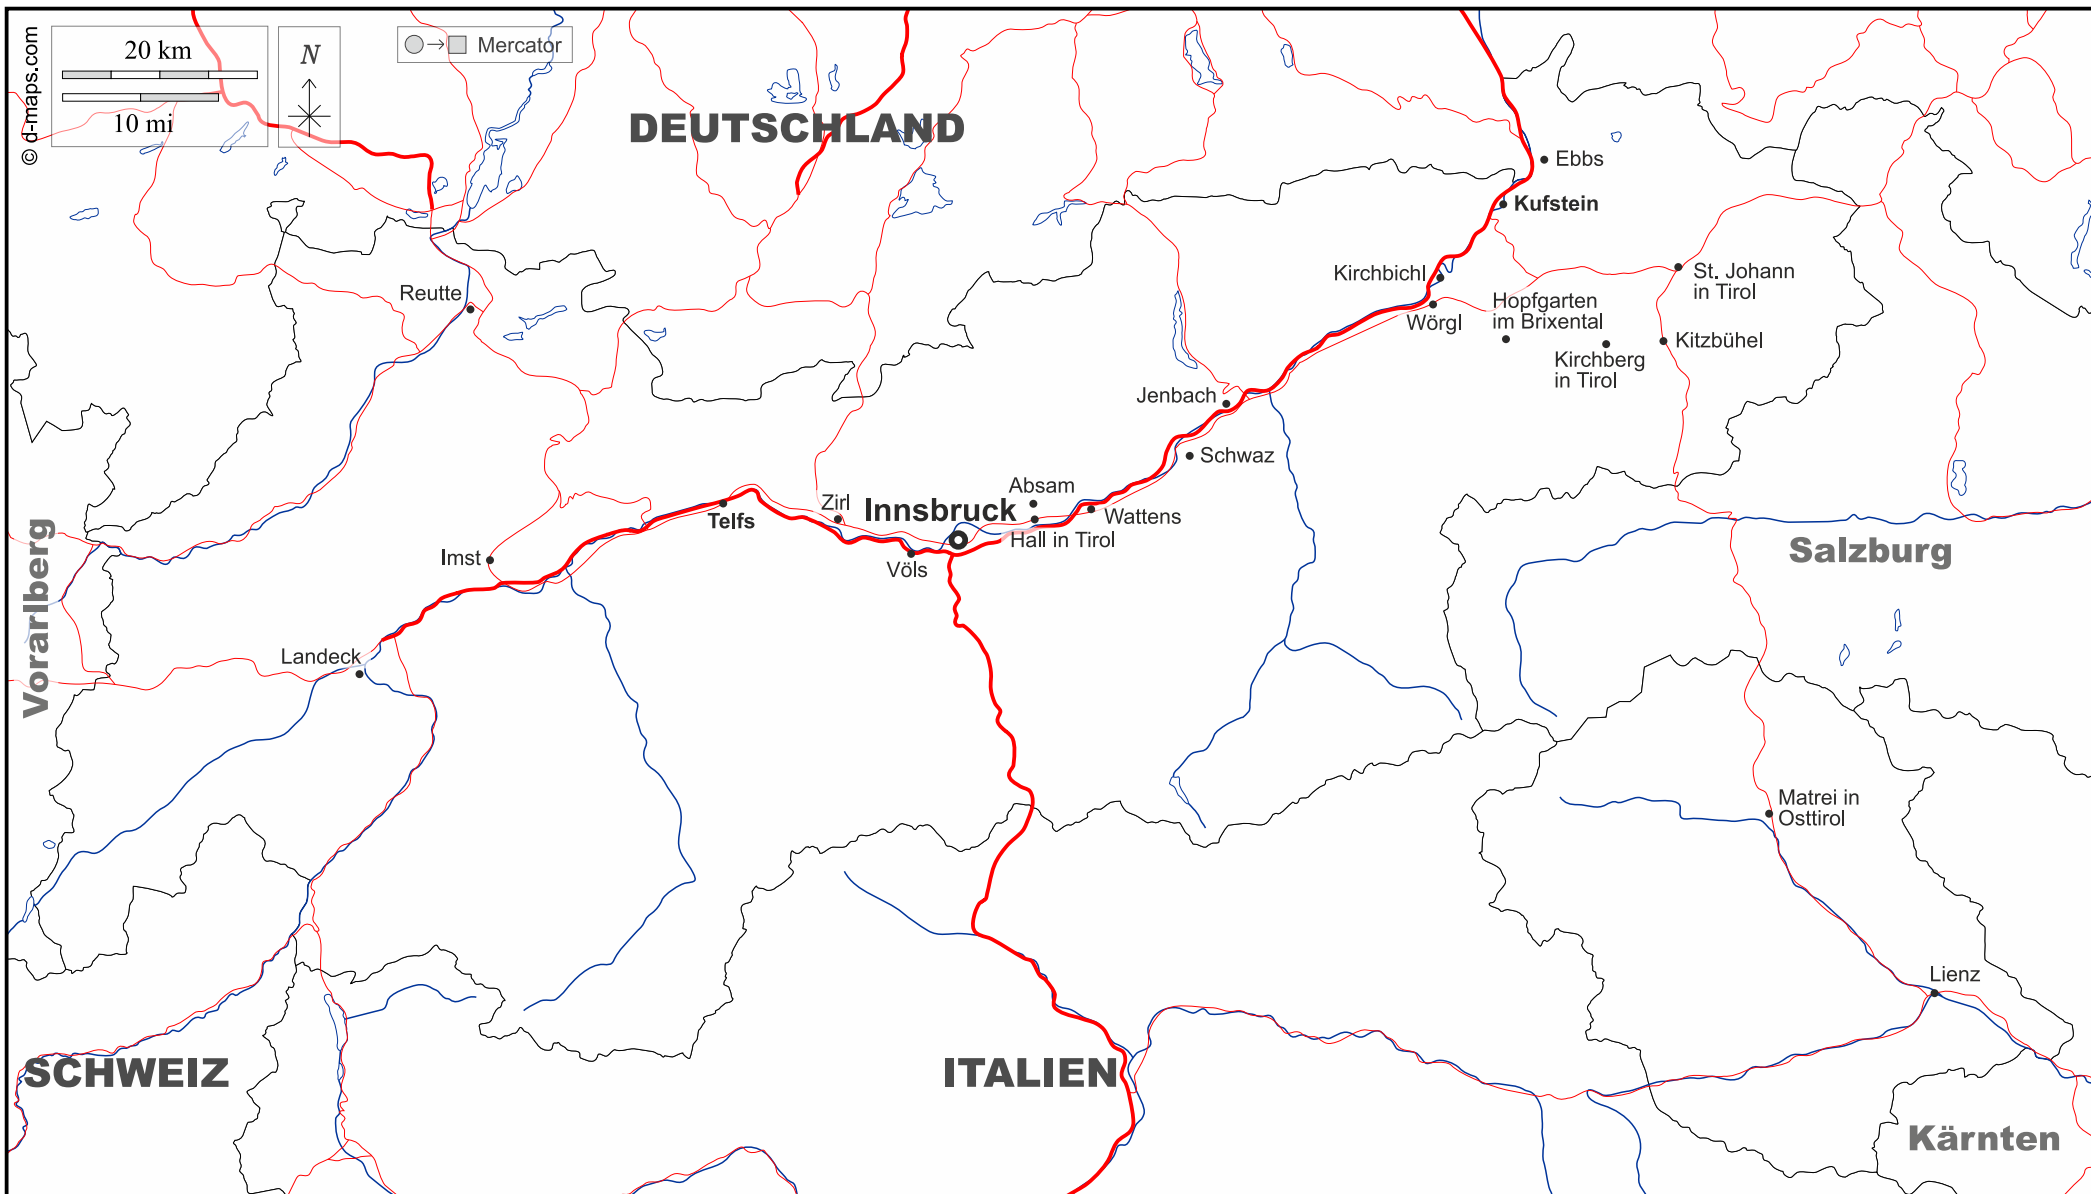 © d-maps.com
20 km
10 mi
N
Mercator
DEUTSCHLAND
Ebbs
Kufstein
Kirchbichl
St. Johann
in Tirol
Reutte
Hopfgarten
im Brixental
Wörgl
Kitzbühel
Kirchberg
in Tirol
Jenbach
Schwaz
Absam
Zirl
Innsbruck
Telfs
Wattens
Hall in Tirol
Völs
Imst
Salzburg
Vorarlberg
Landeck
Matrei in
Osttirol
Lienz
SCHWEIZ
ITALIEN
Kärnten